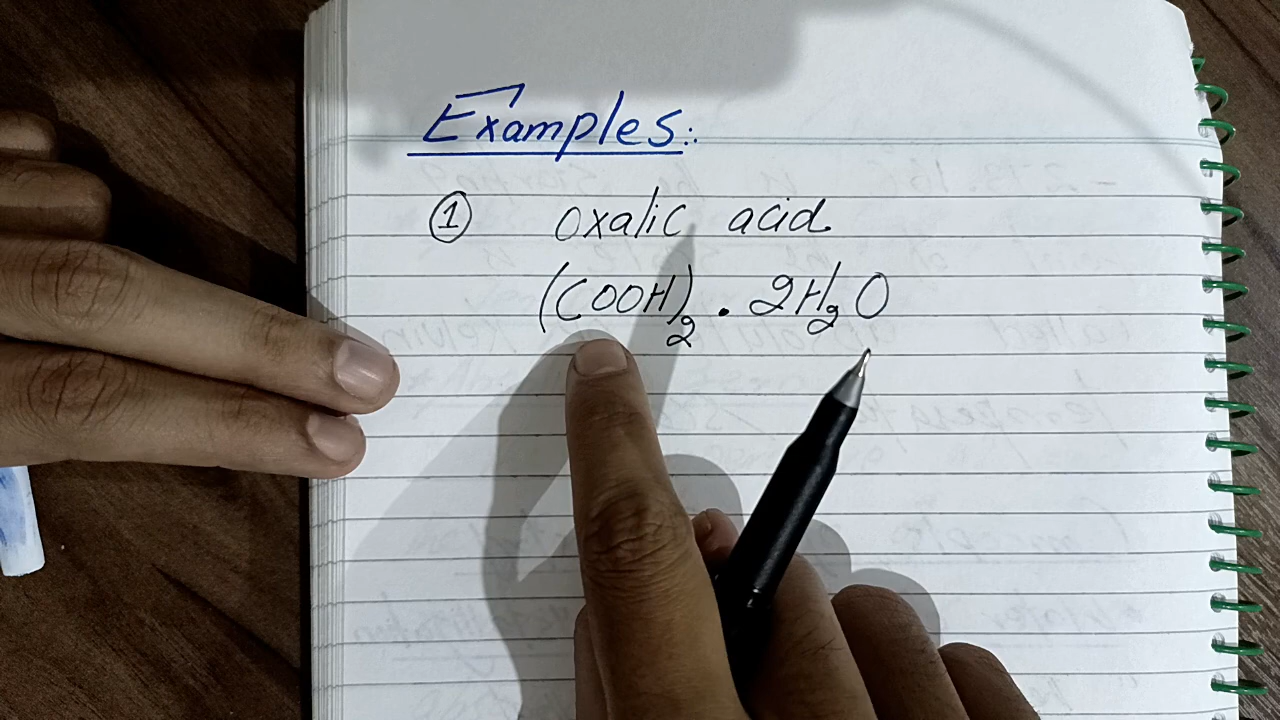 Examples:
① oxalic acid
(COOH)₂ . 2H₂O